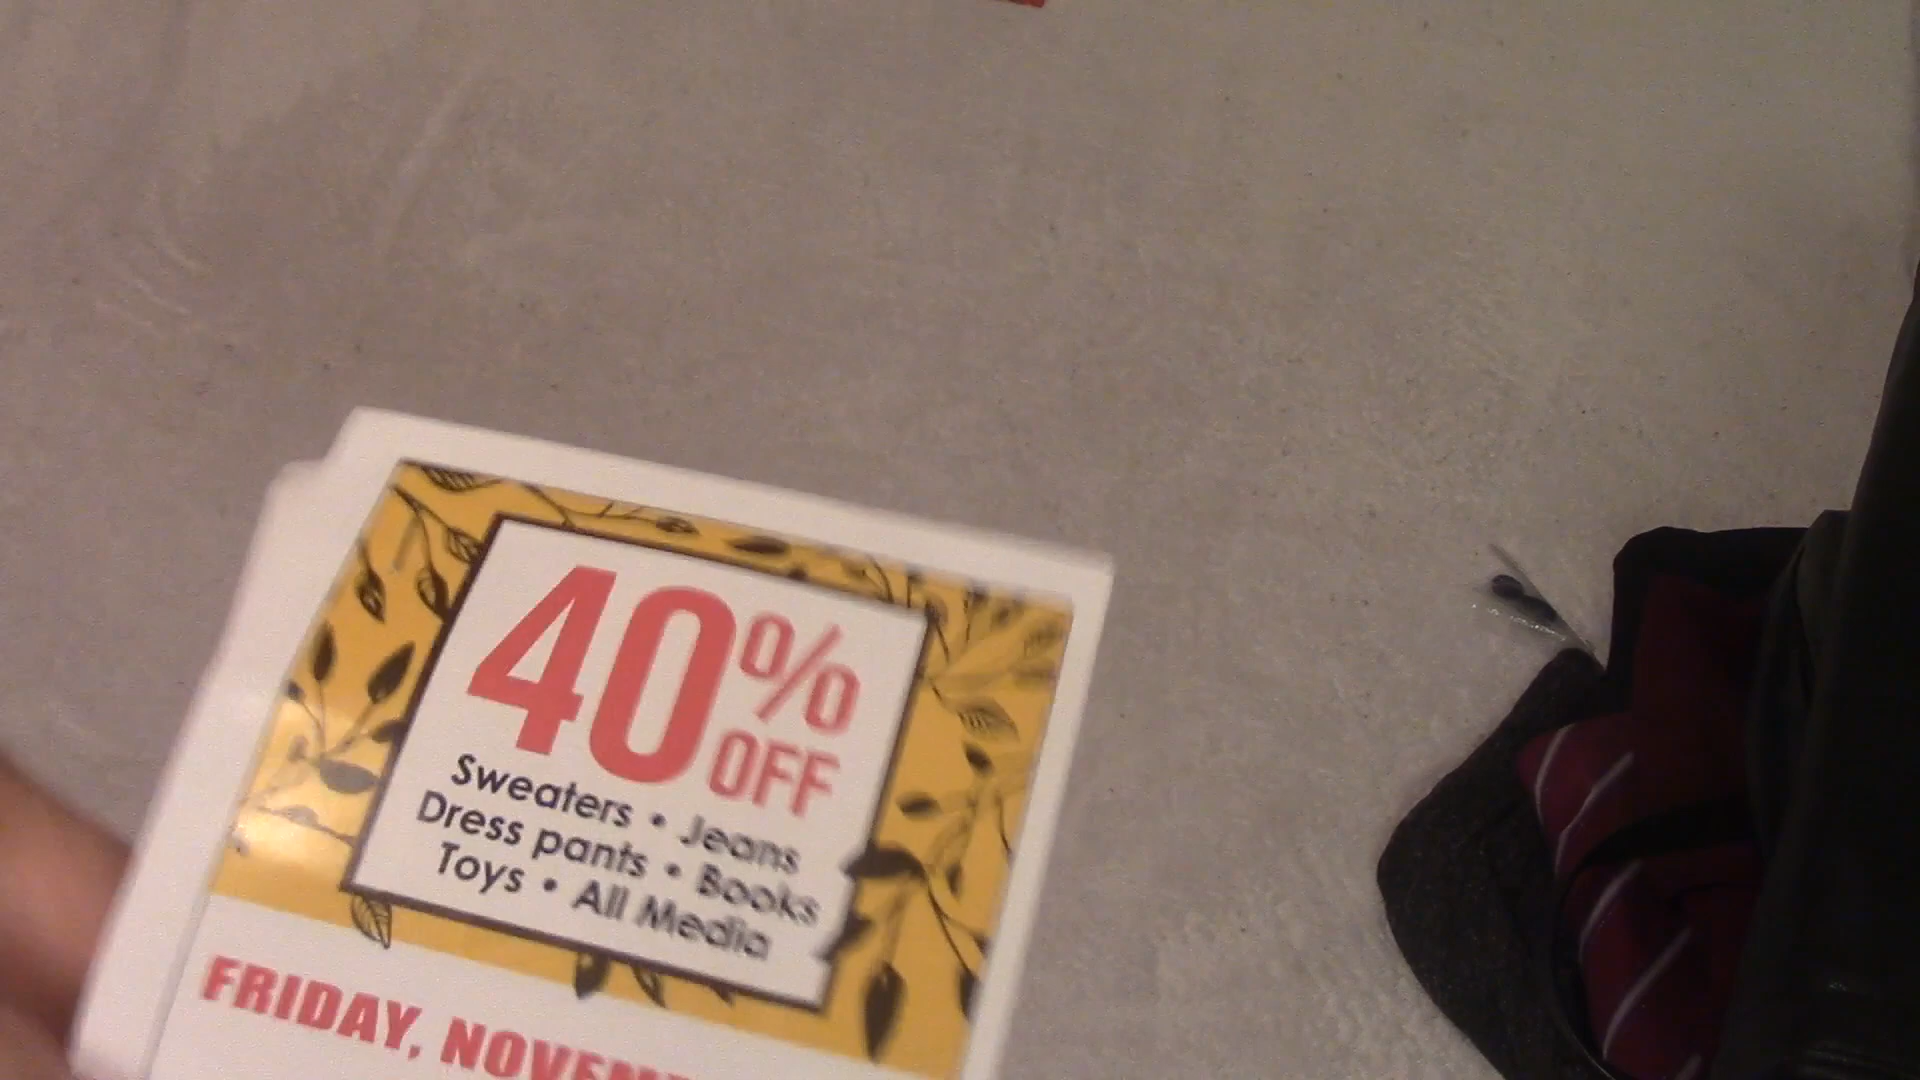 40% OFF
Sweaters • Jeans
Dress pants • Books
Toys • All Media
FRIDAY,